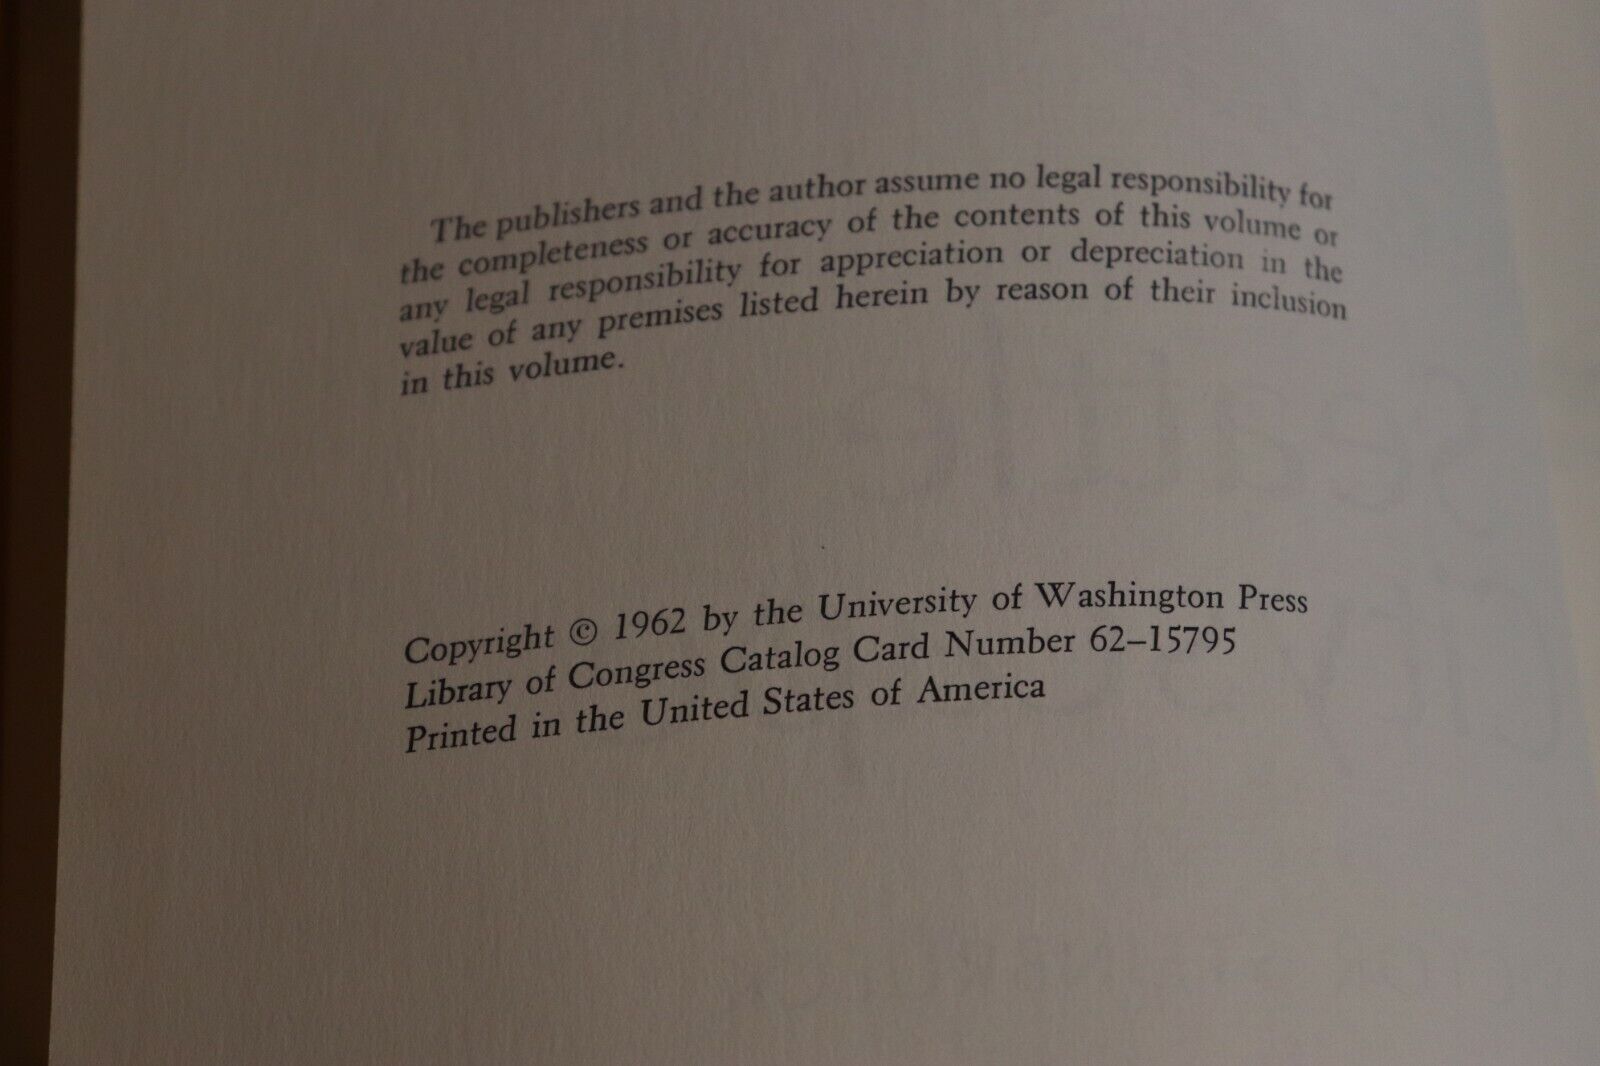 The publishers and the author assume no legal responsibility for
the completeness or accuracy of the contents of this volume or
any legal responsibility for appreciation or depreciation in the
value of any premises listed herein by reason of their inclusion
in this volume.
Copyright © 1962 by the University of Washington Press
Library of Congress Catalog Card Number 62–15795
Printed in the United States of America